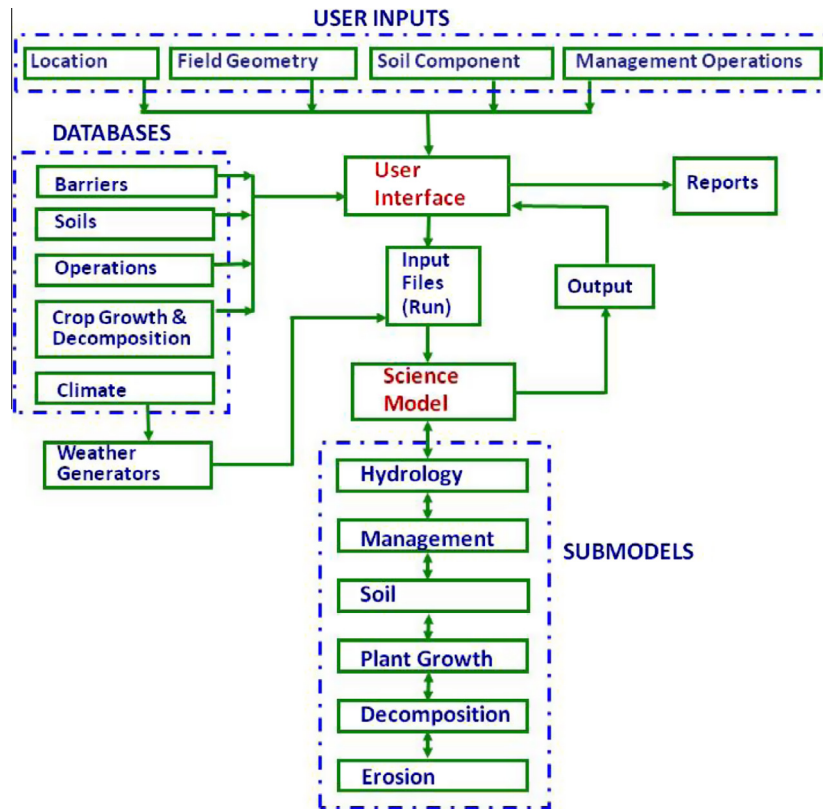 USER INPUTS
Location
Field Geometry
Soil Component
Management Operations
DATABASES
Barriers
Soils
Operations
Crop Growth &
Decomposition
Climate
Weather
Generators
User
Interface
Reports
Input
Files
(Run)
Output
Science
Model
Hydrology
Management
Soil
Plant Growth
Decomposition
Erosion
SUBMODELS